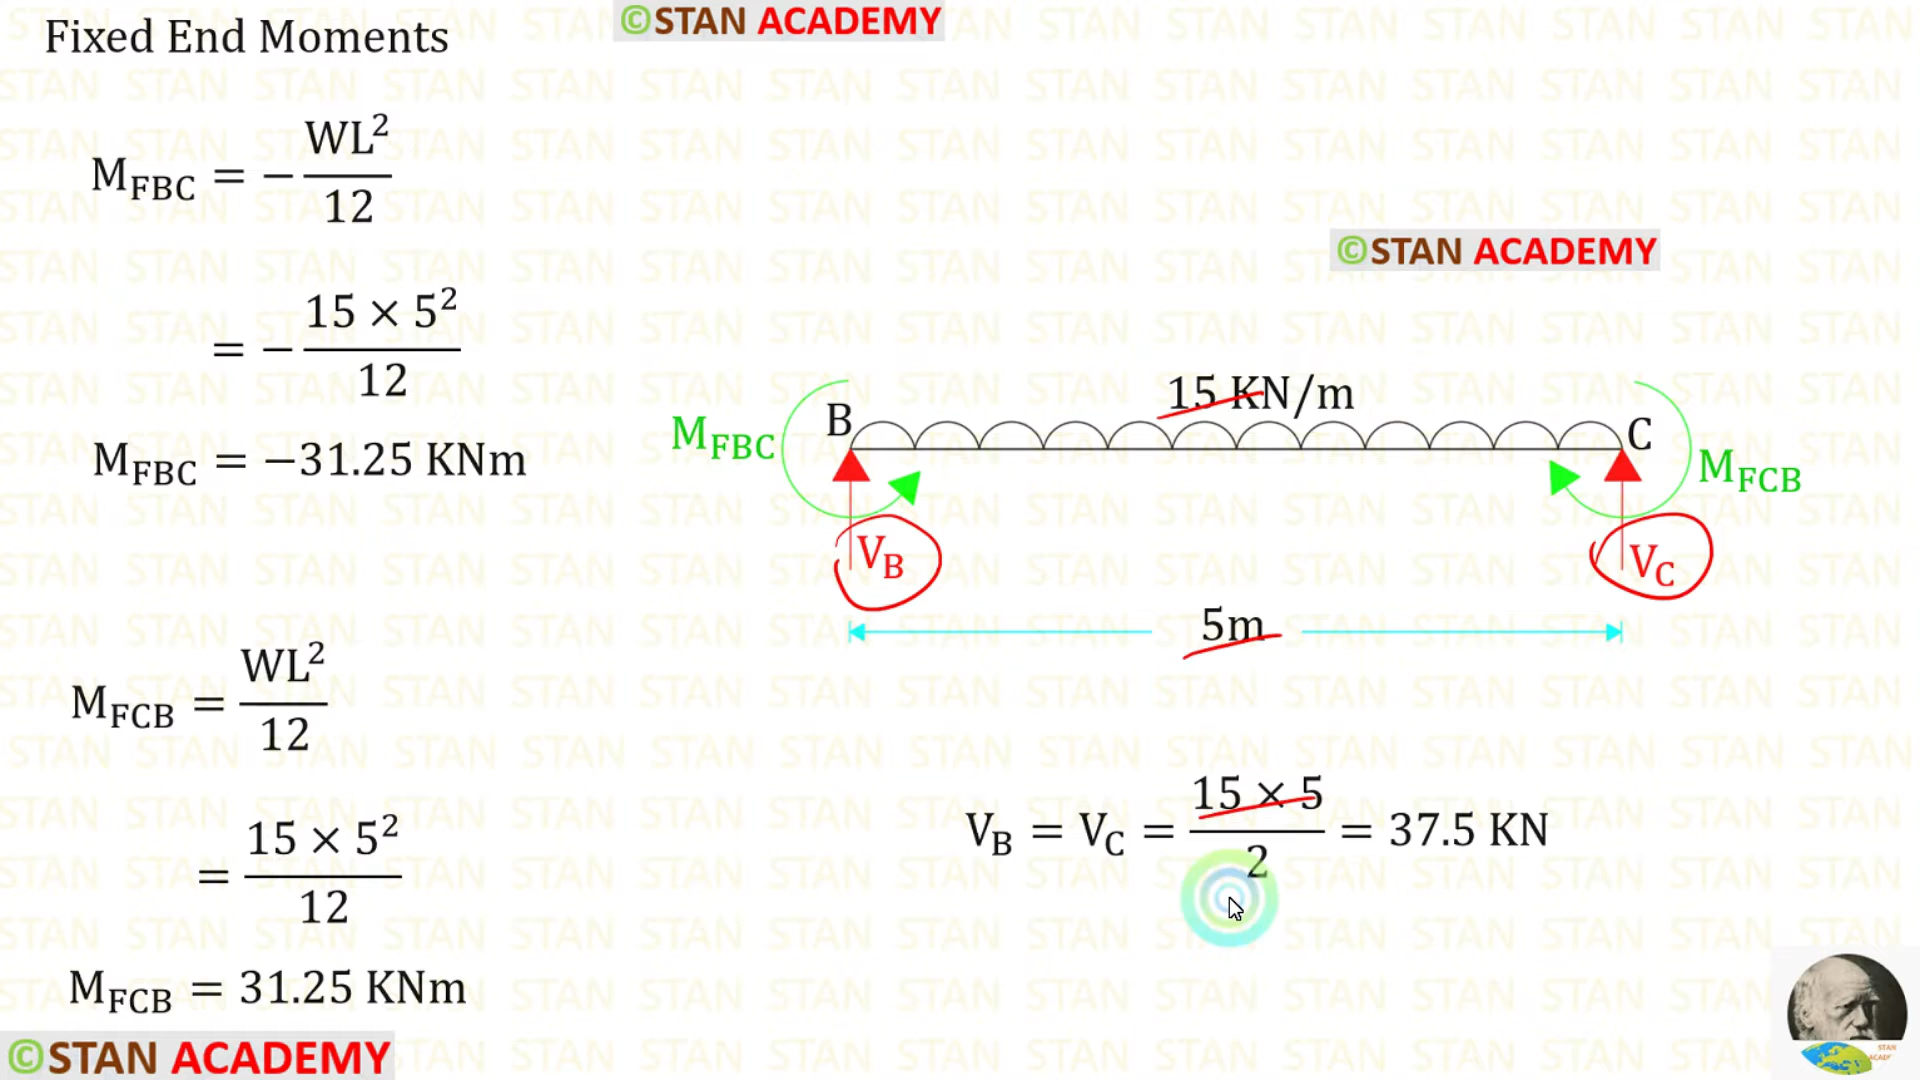 Fixed End Moments
©STAN ACADEMY
M_FBC = −WL²/12
= −15 × 5²/12
M_FBC = −31.25 KNm
M_FCB = WL²/12
= 15 × 5²/12
M_FCB = 31.25 KNm
©STAN ACADEMY
©STAN ACADEMY
15 KN/m
B
C
M_FBC
M_FCB
V_B
V_C
5m
V_B = V_C = 15 × 5/2 = 37.5 KN